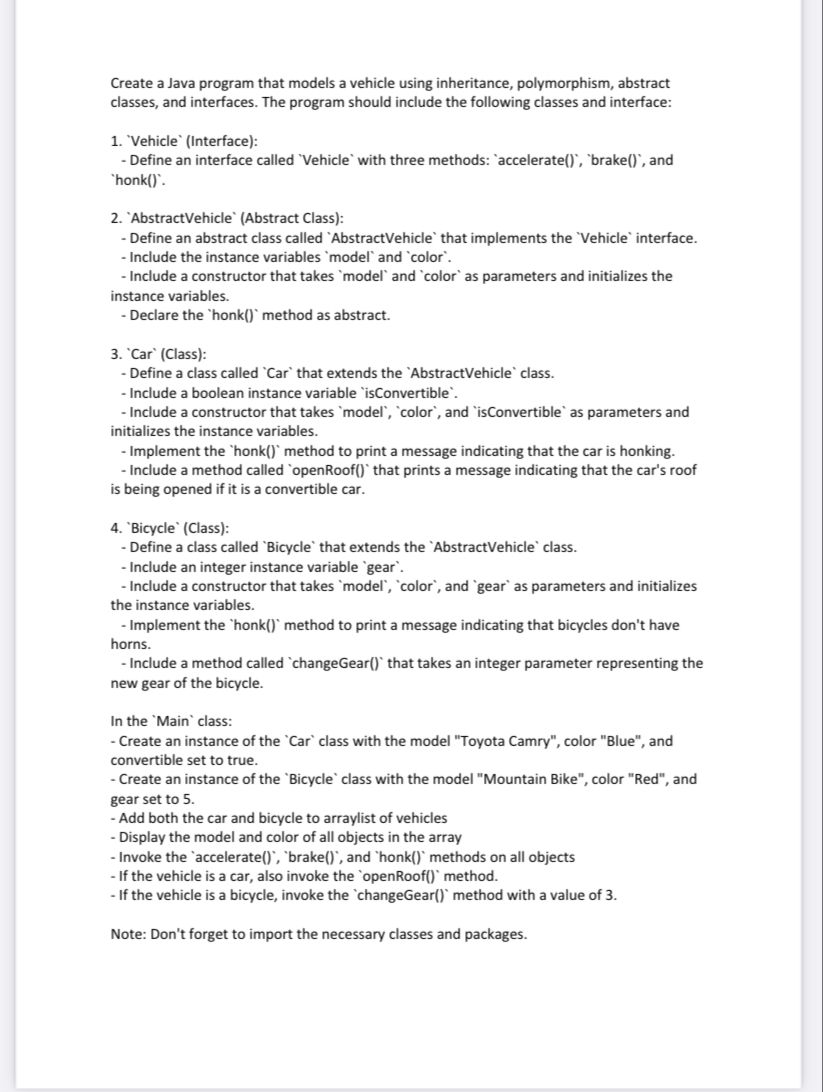 Create a Java program that models a vehicle using inheritance, polymorphism, abstract
classes, and interfaces. The program should include the following classes and interface:
1. `Vehicle` (Interface):
- Define an interface called `Vehicle` with three methods: `accelerate()`, `brake()`, and
`honk()`.
2. `AbstractVehicle` (Abstract Class):
- Define an abstract class called `AbstractVehicle` that implements the `Vehicle` interface.
- Include the instance variables `model` and `color`.
- Include a constructor that takes `model` and `color` as parameters and initializes the
instance variables.
- Declare the `honk()` method as abstract.
3. `Car` (Class):
- Define a class called `Car` that extends the `AbstractVehicle` class.
- Include a boolean instance variable `isConvertible`.
- Include a constructor that takes `model`, `color`, and `isConvertible` as parameters and
initializes the instance variables.
- Implement the `honk()` method to print a message indicating that the car is honking.
- Include a method called `openRoof()` that prints a message indicating that the car's roof
is being opened if it is a convertible car.
4. `Bicycle` (Class):
- Define a class called `Bicycle` that extends the `AbstractVehicle` class.
- Include an integer instance variable `gear`.
- Include a constructor that takes `model`, `color`, and `gear` as parameters and initializes
the instance variables.
- Implement the `honk()` method to print a message indicating that bicycles don't have
horns.
- Include a method called `changeGear()` that takes an integer parameter representing the
new gear of the bicycle.
In the `Main` class:
- Create an instance of the `Car` class with the model "Toyota Camry", color "Blue", and
convertible set to true.
- Create an instance of the `Bicycle` class with the model "Mountain Bike", color "Red", and
gear set to 5.
- Add both the car and bicycle to arraylist of vehicles
- Display the model and color of all objects in the array
- Invoke the `accelerate()`, `brake()`, and `honk()` methods on all objects
- If the vehicle is a car, also invoke the `openRoof()` method.
- If the vehicle is a bicycle, invoke the `changeGear()` method with a value of 3.
Note: Don't forget to import the necessary classes and packages.